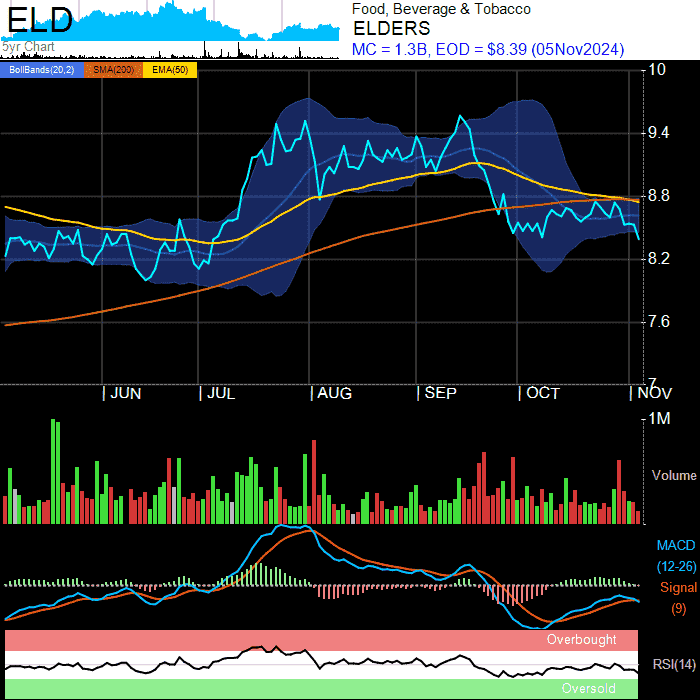 ELD
5yr Chart
Food, Beverage & Tobacco
ELDERS
MC = 1.3B, EOD = $8.39 (05Nov2024)
BollBands(20,2) SMA(200) EMA(50)
10
9.4
8.8
8.2
7.6
7
JUN JUL AUG SEP OCT NOV
1M
Volume
MACD
(12-26)
Signal
(9)
Overbought
RSI(14)
Oversold